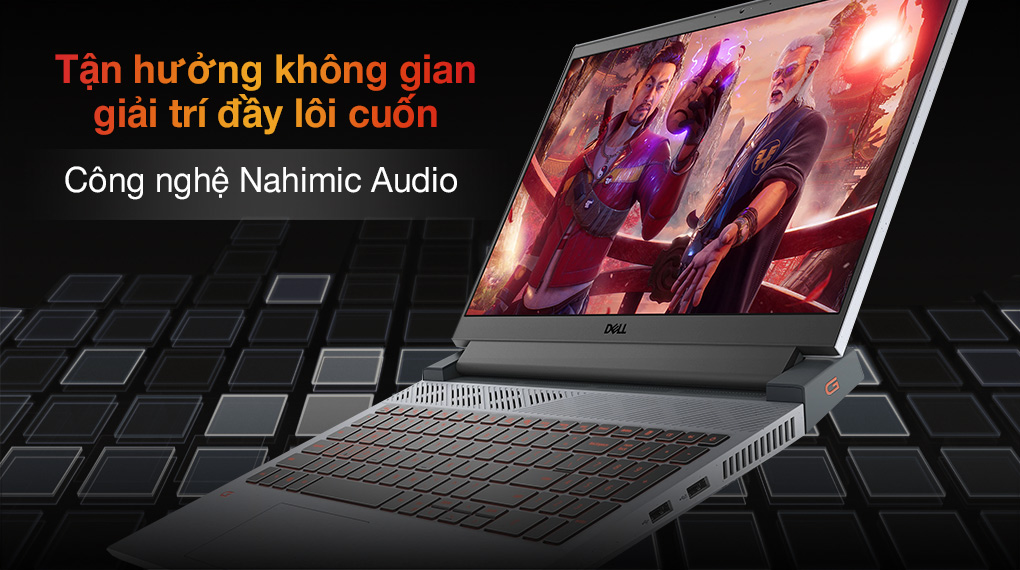 Tận hưởng không gian
giải trí đầy lôi cuốn
Công nghệ Nahimic Audio
DELL
G
G